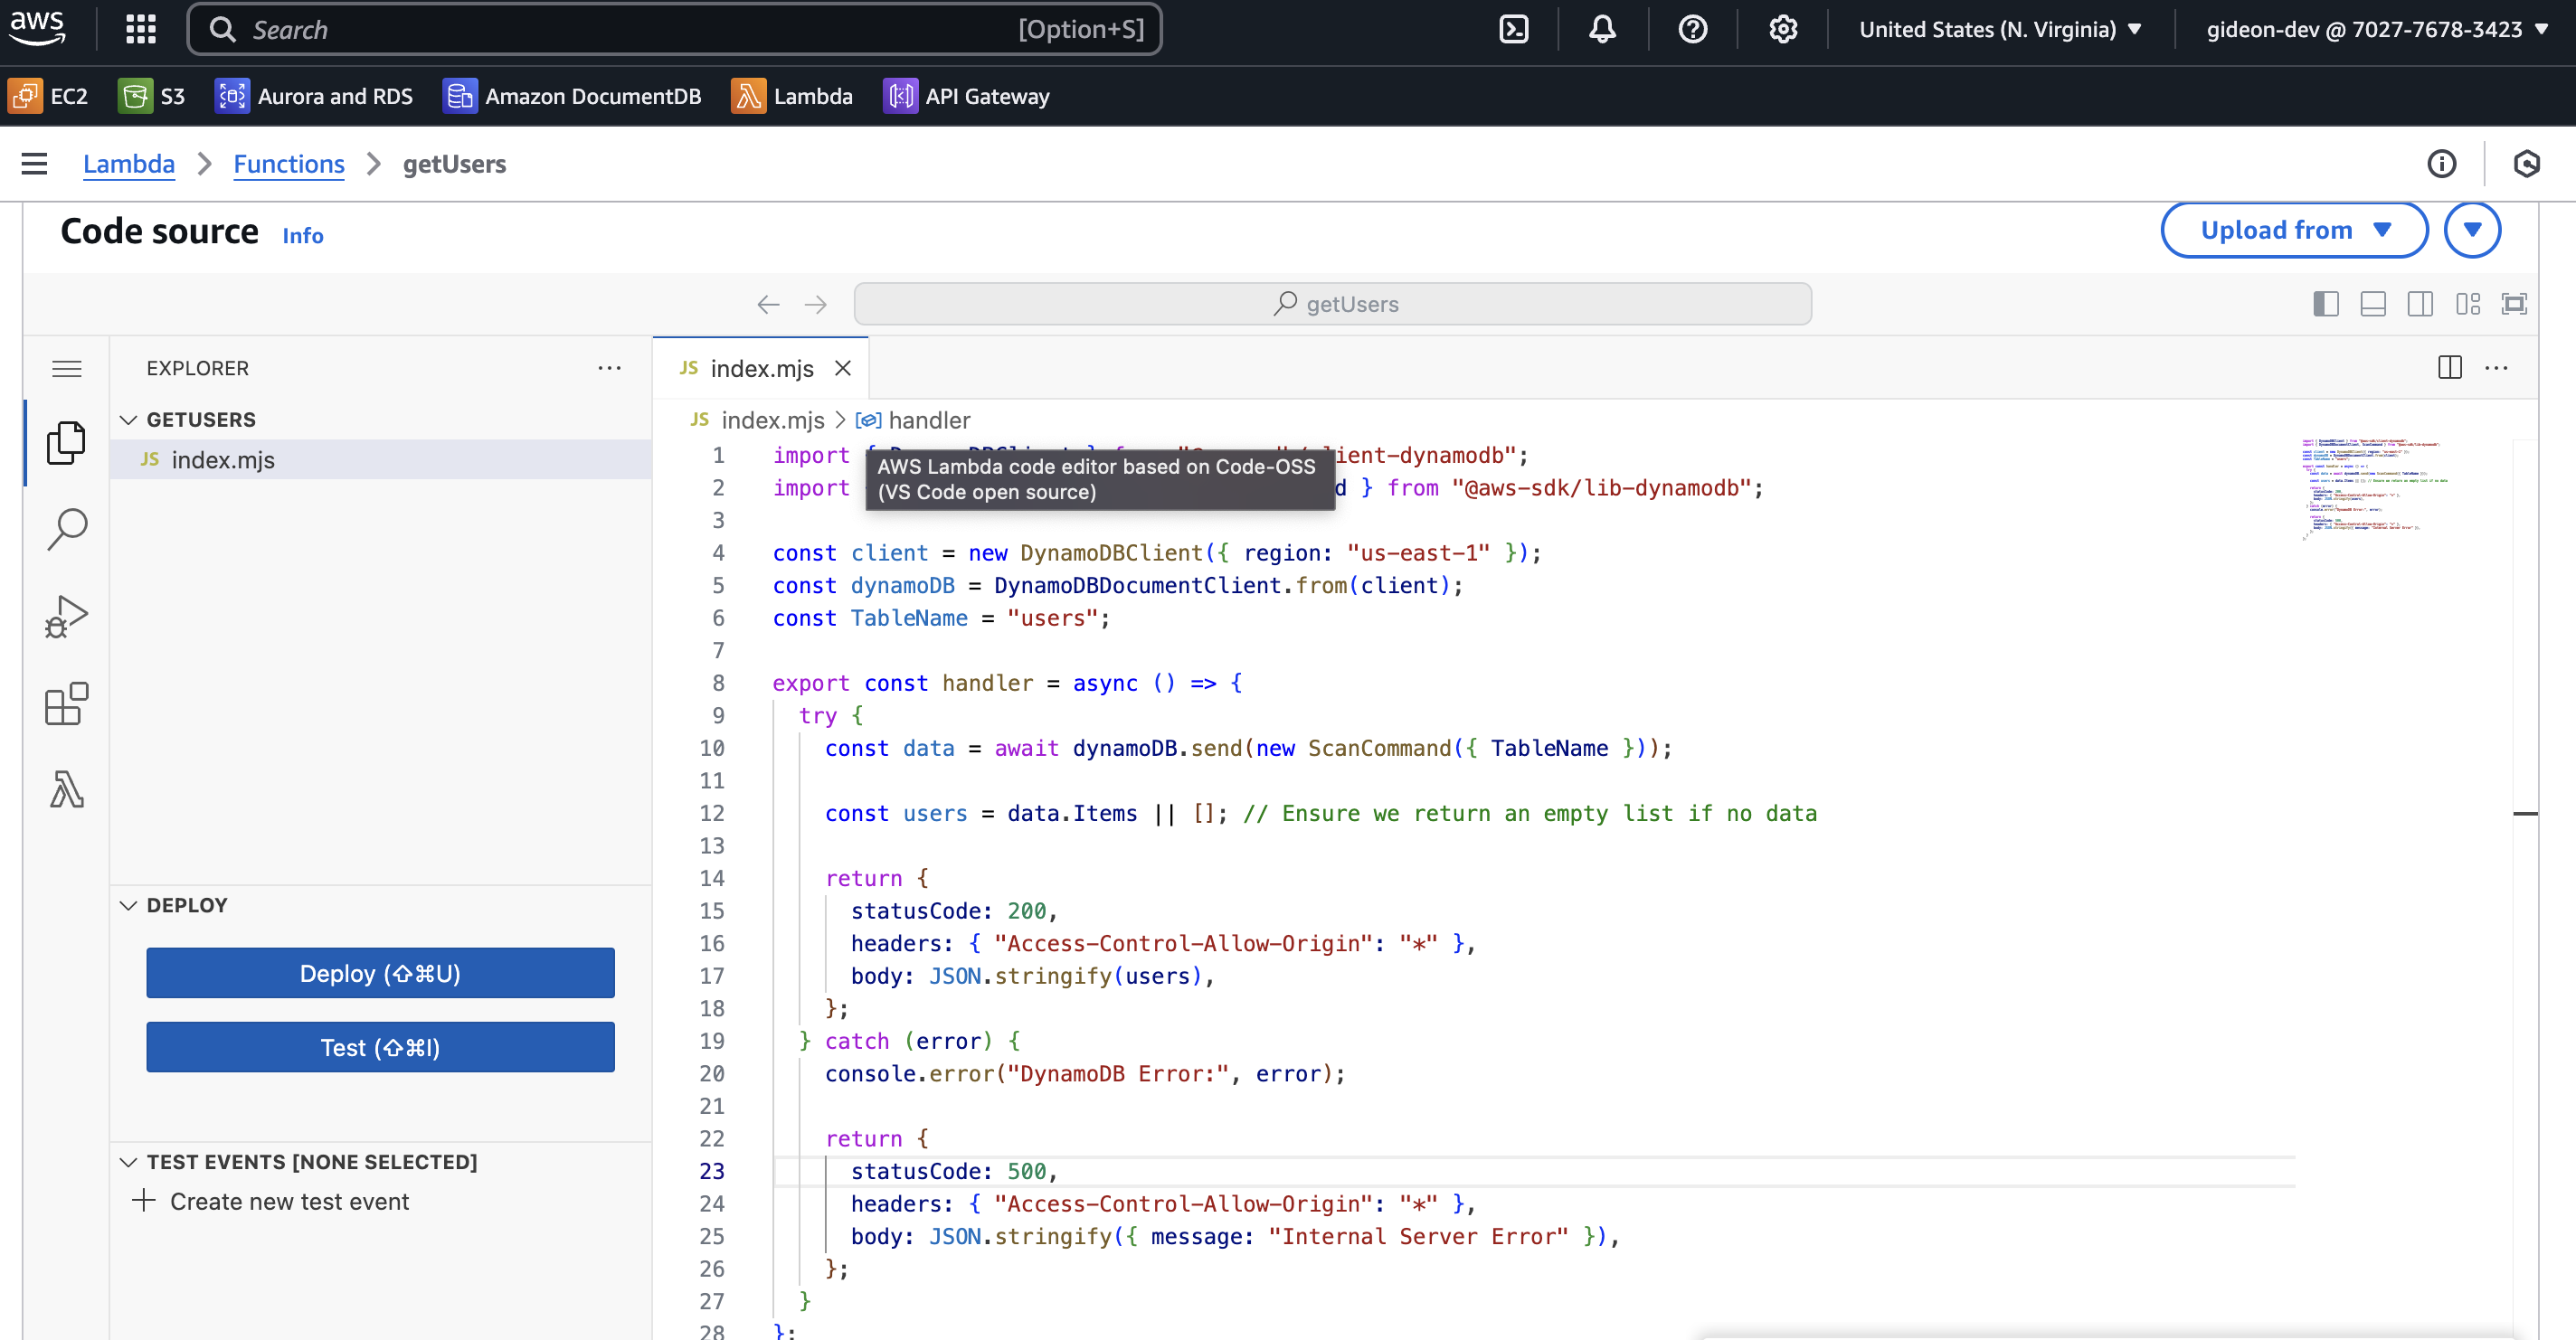 aws
Search [Option+S]
United States (N. Virginia)
gideon-dev @ 7027-7678-3423
EC2 S3 Aurora and RDS Amazon DocumentDB Lambda API Gateway
Lambda Functions getUsers
Code source Info
Upload from
getUsers
EXPLORER
GETUSERS
JS index.mjs
DEPLOY
Deploy (⇧⌘U)
Test (⇧⌘I)
TEST EVENTS [NONE SELECTED]
Create new test event
JS index.mjs
JS index.mjs handler
AWS Lambda code editor based on Code-OSS
(VS Code open source)
1 import client-dynamodb";
2 import d } from "@aws-sdk/lib-dynamodb";
3
4 const client = new DynamoDBClient({ region: "us-east-1" });
5 const dynamoDB = DynamoDBDocumentClient.from(client);
6 const TableName = "users";
7
8 export const handler = async () => {
9 try {
10 const data = await dynamoDB.send(new ScanCommand({ TableName }));
11
12 const users = data.Items || []; // Ensure we return an empty list if no data
13
14 return {
15 statusCode: 200,
16 headers: { "Access-Control-Allow-Origin": "*" },
17 body: JSON.stringify(users),
18 };
19 } catch (error) {
20 console.error("DynamoDB Error:", error);
21
22 return {
23 statusCode: 500,
24 headers: { "Access-Control-Allow-Origin": "*" },
25 body: JSON.stringify({ message: "Internal Server Error" }),
26 };
27 }
28 };